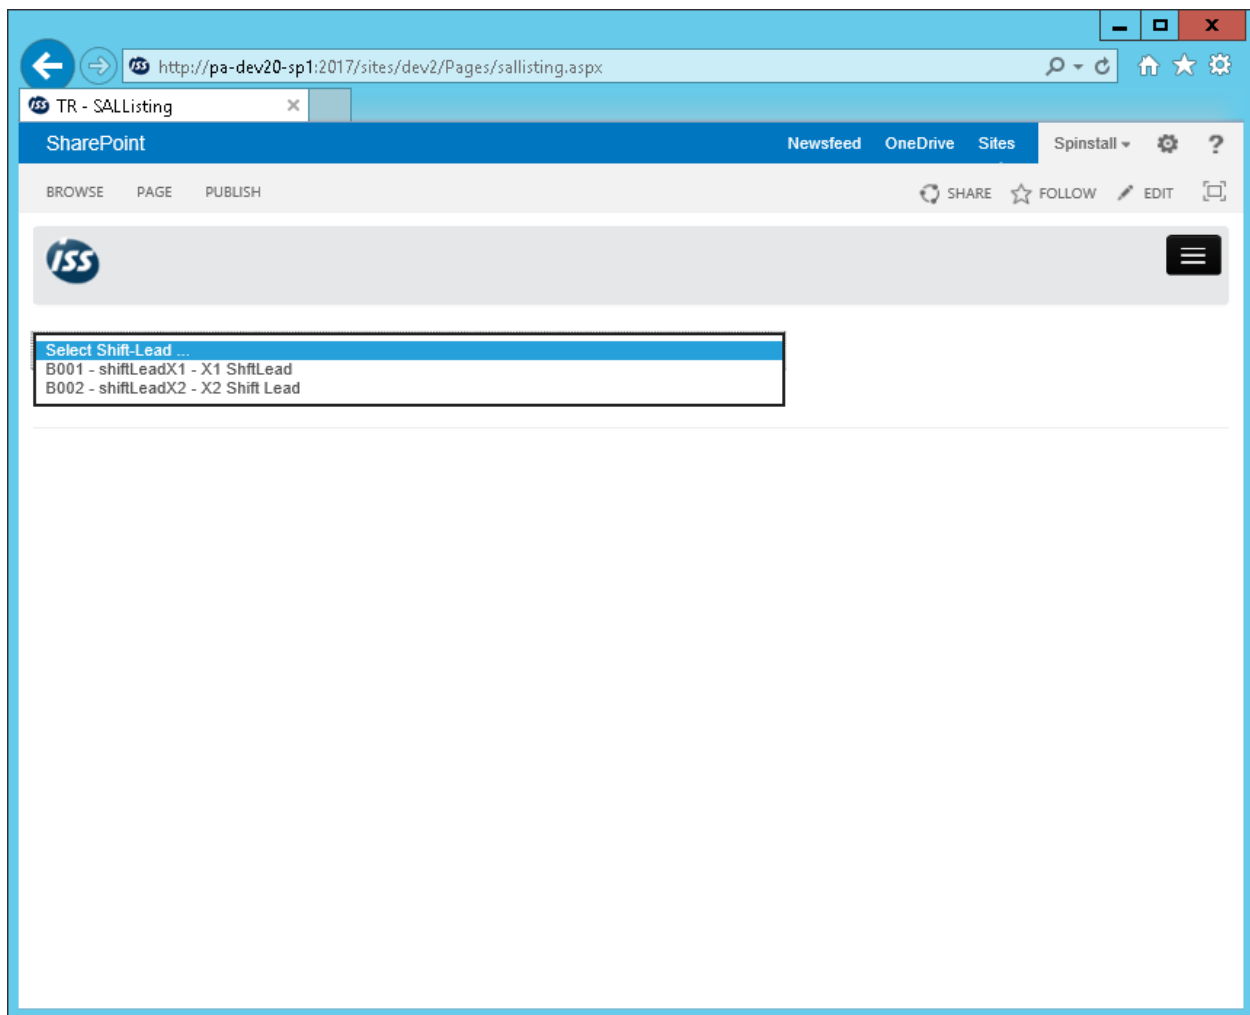 http://pa-dev20-sp1:2017/sites/dev2/Pages/sallisting.aspx
TR - SALListing
SharePoint Newsfeed OneDrive Sites Spinstall ?
BROWSE PAGE PUBLISH SHARE FOLLOW EDIT
ISS
Select Shift-Lead ...
B001 - shiftLeadX1 - X1 ShftLead
B002 - shiftLeadX2 - X2 Shift Lead